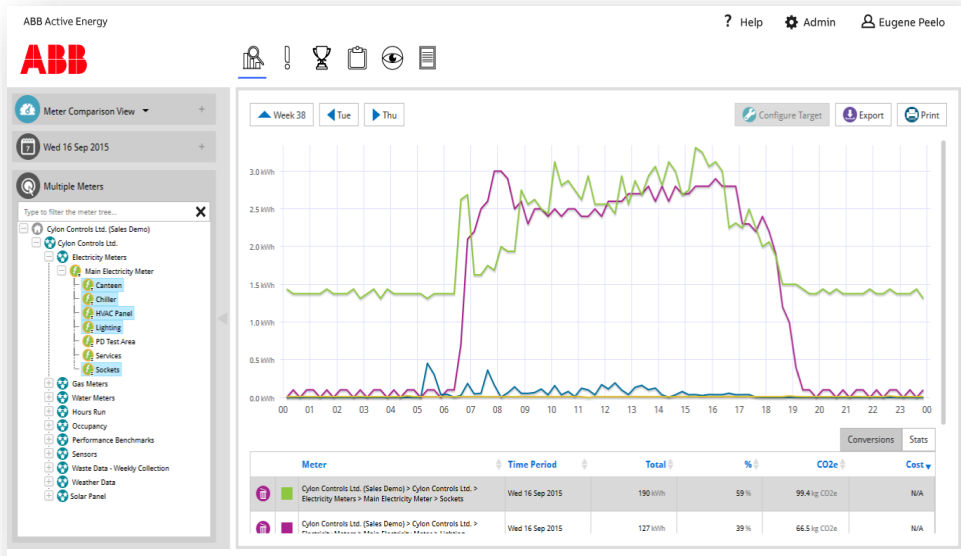 ABB Active Energy
? Help
Admin
Eugene Peelo
ABB
Meter Comparison View
+
7
Wed 16 Sep 2015
+
Multiple Meters
Type to filter the meter tree...
Cylon Controls Ltd. (Sales Demo)
Cylon Controls Ltd.
Electricity Meters
Main Electricity Meter
Canteen
Chiller
HVAC Panel
Lighting
PD Test Area
Services
Sockets
Gas Meters
Water Meters
Hours Run
Occupancy
Performance Benchmarks
Sensors
Waste Data - Weekly Collection
Weather Data
Solar Panel
Week 38
Tue
Thu
Configure Target
Export
Print
3.0 kWh
2.5 kWh
2.0 kWh
1.5 kWh
1.0 kWh
0.5 kWh
0.0 kWh
00 01 02 03 04 05 06 07 08 09 10 11 12 13 14 15 16 17 18 19 20 21 22 23 00
Conversions Stats
Meter Time Period Total % CO2e Cost
Cylon Controls Ltd. (Sales Demo) > Cylon Controls Ltd. >
Electricity Meters > Main Electricity Meter > Sockets
Wed 16 Sep 2015 190 kWh 59 % 99.4 kg CO2e N/A
Cylon Controls Ltd. (Sales Demo) > Cylon Controls Ltd. >
Electricity Meters > Main Electricity Meter > Lighting
Wed 16 Sep 2015 127 kWh 39 % 66.5 kg CO2e N/A